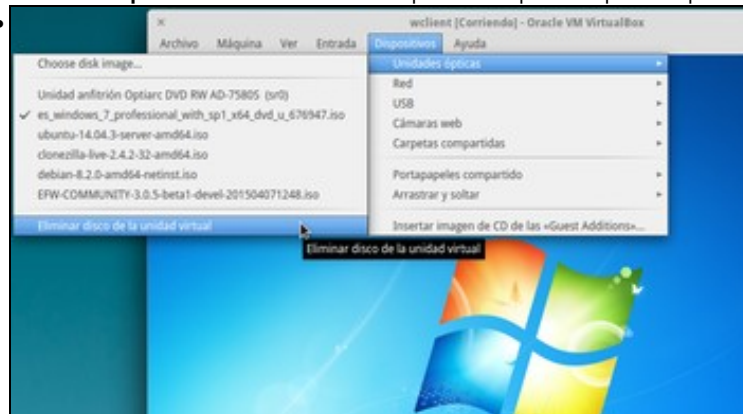 wclient [Corriendo] - Oracle VM VirtualBox
Archivo Máquina Ver Entrada Dispositivos Ayuda
Choose disk image...
Unidad anfitrión Optiarc DVD RW AD-7580S (sr0)
es_windows_7_professional_with_sp1_x64_dvd_u_676947.iso
ubuntu-14.04.3-server-amd64.iso
clonezilla-live-2.4.2-32-amd64.iso
debian-8.2.0-amd64-netinst.iso
EFW-COMMUNITY-3.0.5-beta1-devel-201504071248.iso
Eliminar disco de la unidad virtual
Unidades ópticas
Red
USB
Cámaras web
Carpetas compartidas
Portapapeles compartido
Arrastrar y soltar
Insertar imagen de CD de las «Guest Additions»...
Eliminar disco de la unidad virtual